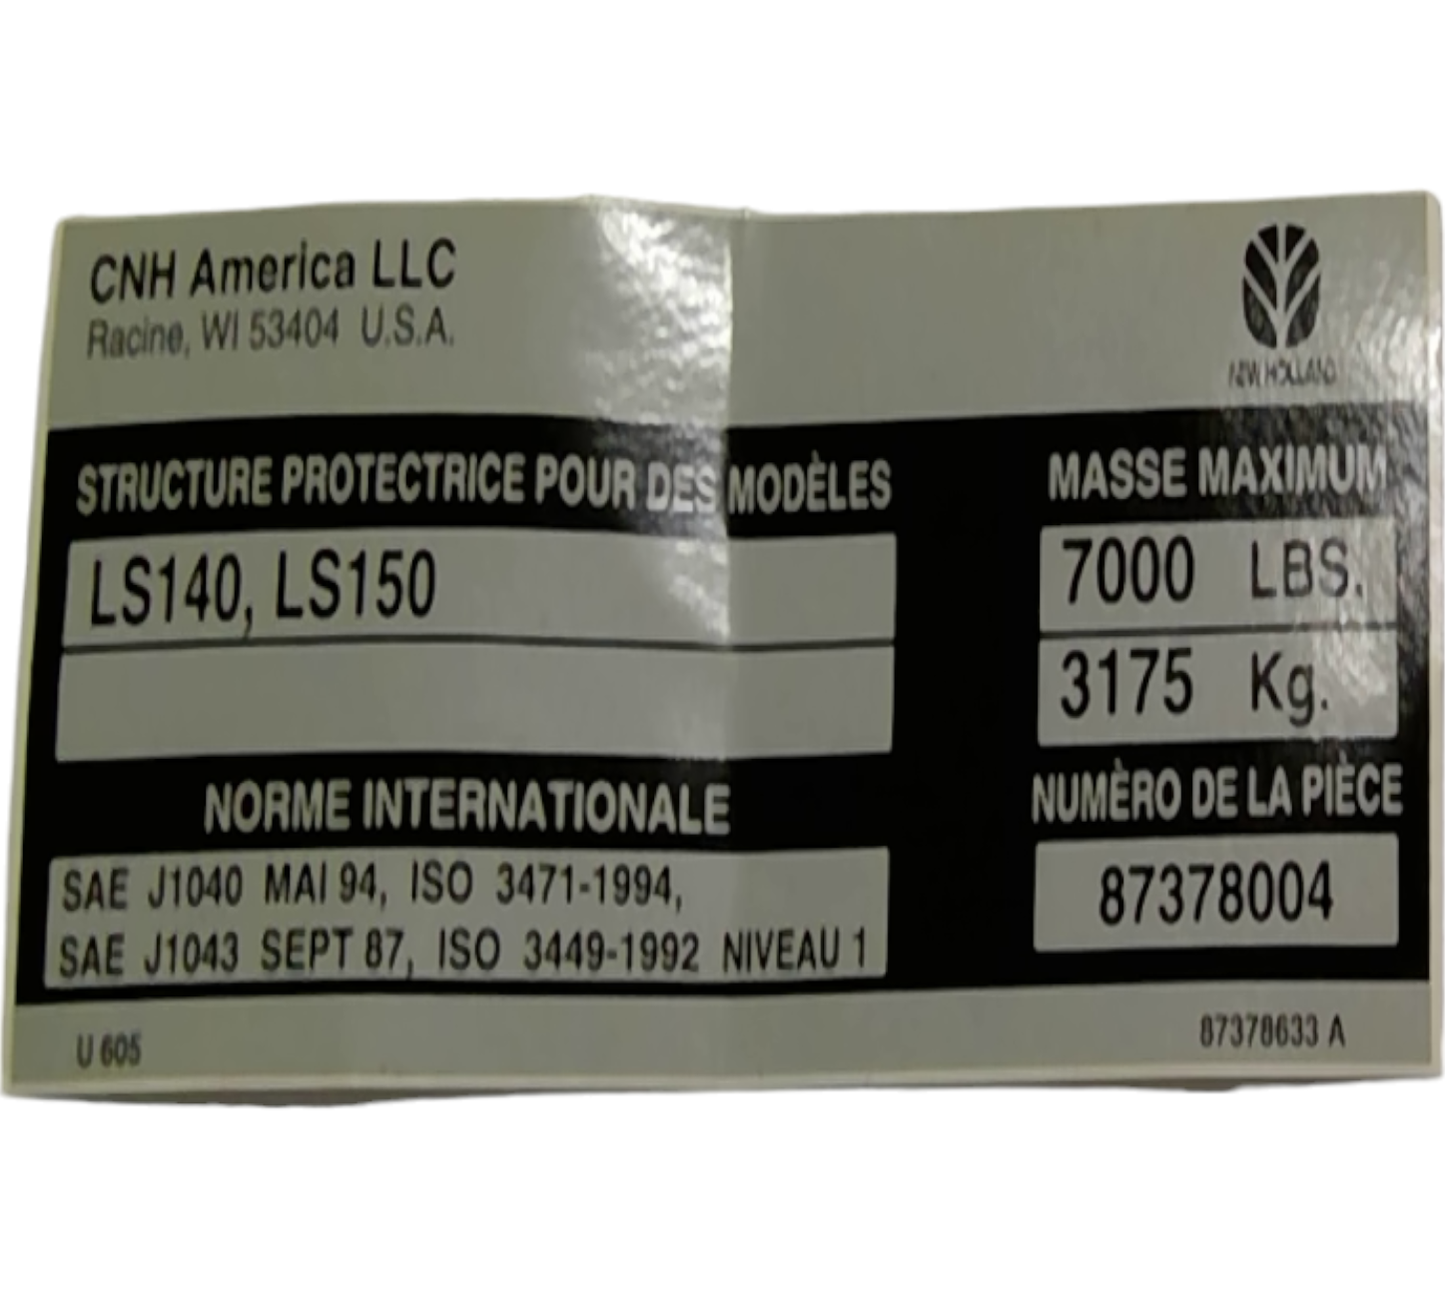 CNH America LLC
Racine, WI 53404 U.S.A.
NEW HOLLAND
STRUCTURE PROTECTRICE POUR DES MODÈLES
LS140, LS150
MASSE MAXIMUM
7000 LBS.
3175 Kg.
NORME INTERNATIONALE
SAE J1040 MAI 94, ISO 3471-1994,
SAE J1043 SEPT 87, ISO 3449-1992 NIVEAU 1
NUMÈRO DE LA PIÈCE
87378004
U 605
87378633 A